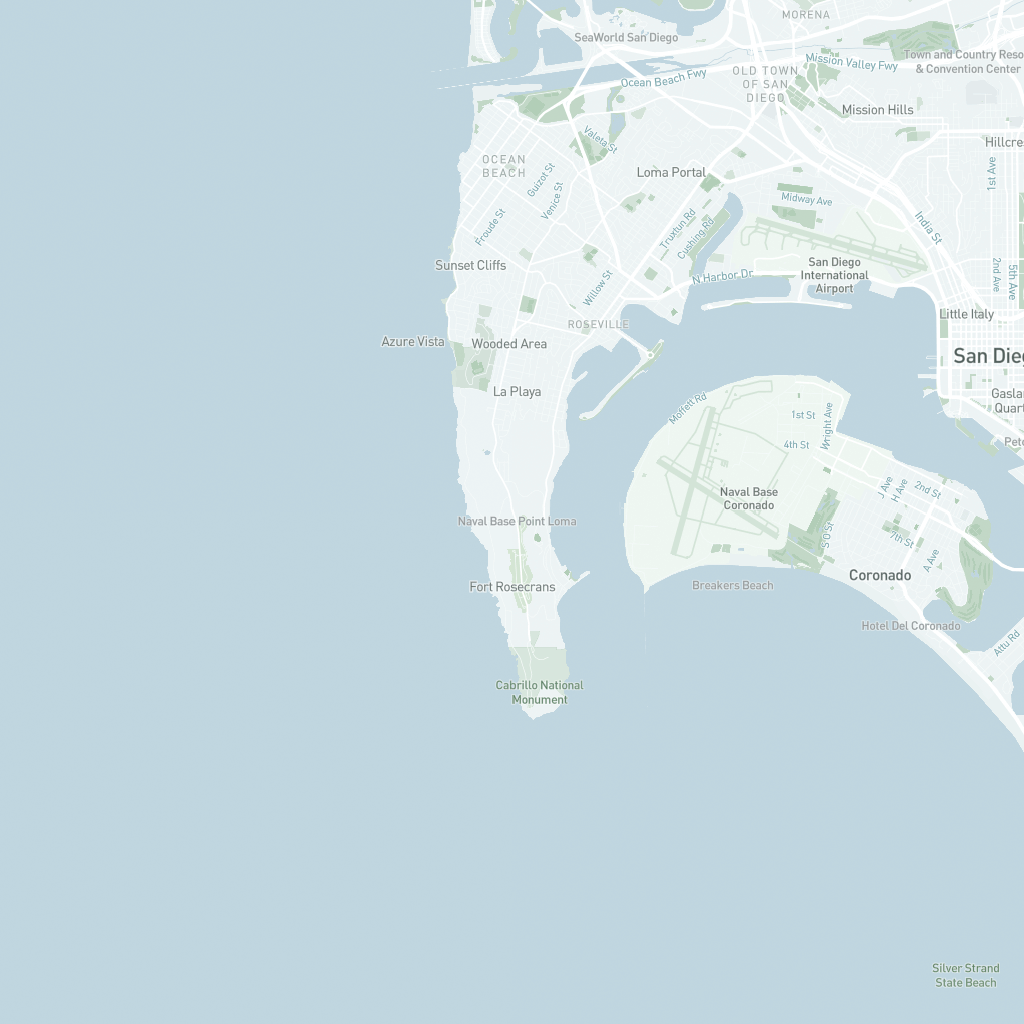 MORENA
SeaWorld San Diego
Town and Country Reso
& Convention Center
Mission Valley Fwy
OLD TOWN
OF SAN
DIEGO
Ocean Beach Fwy
Mission Hills
Valeta St
Hillcres
OCEAN
BEACH
Loma Portal
1st Ave
Guizot St
Venice St
Midway Ave
Froude St
Truxtun Rd
Cushing Rd
India St
Sunset Cliffs
San Diego
International
Airport
N Harbor Dr
2nd Ave
5th Ave
Willow St
Little Italy
ROSEVILLE
Azure Vista
Wooded Area
San Dieg
La Playa
Gaslam
Quart
Moffett Rd
1st St
Wright Ave
4th St
Petc
Naval Base
Coronado
J Ave
H Ave
2nd St
Naval Base Point Loma
S O St
7th St
A Ave
Fort Rosecrans
Breakers Beach
Coronado
Hotel Del Coronado
Attu Rd
Cabrillo National
Monument
Silver Strand
State Beach